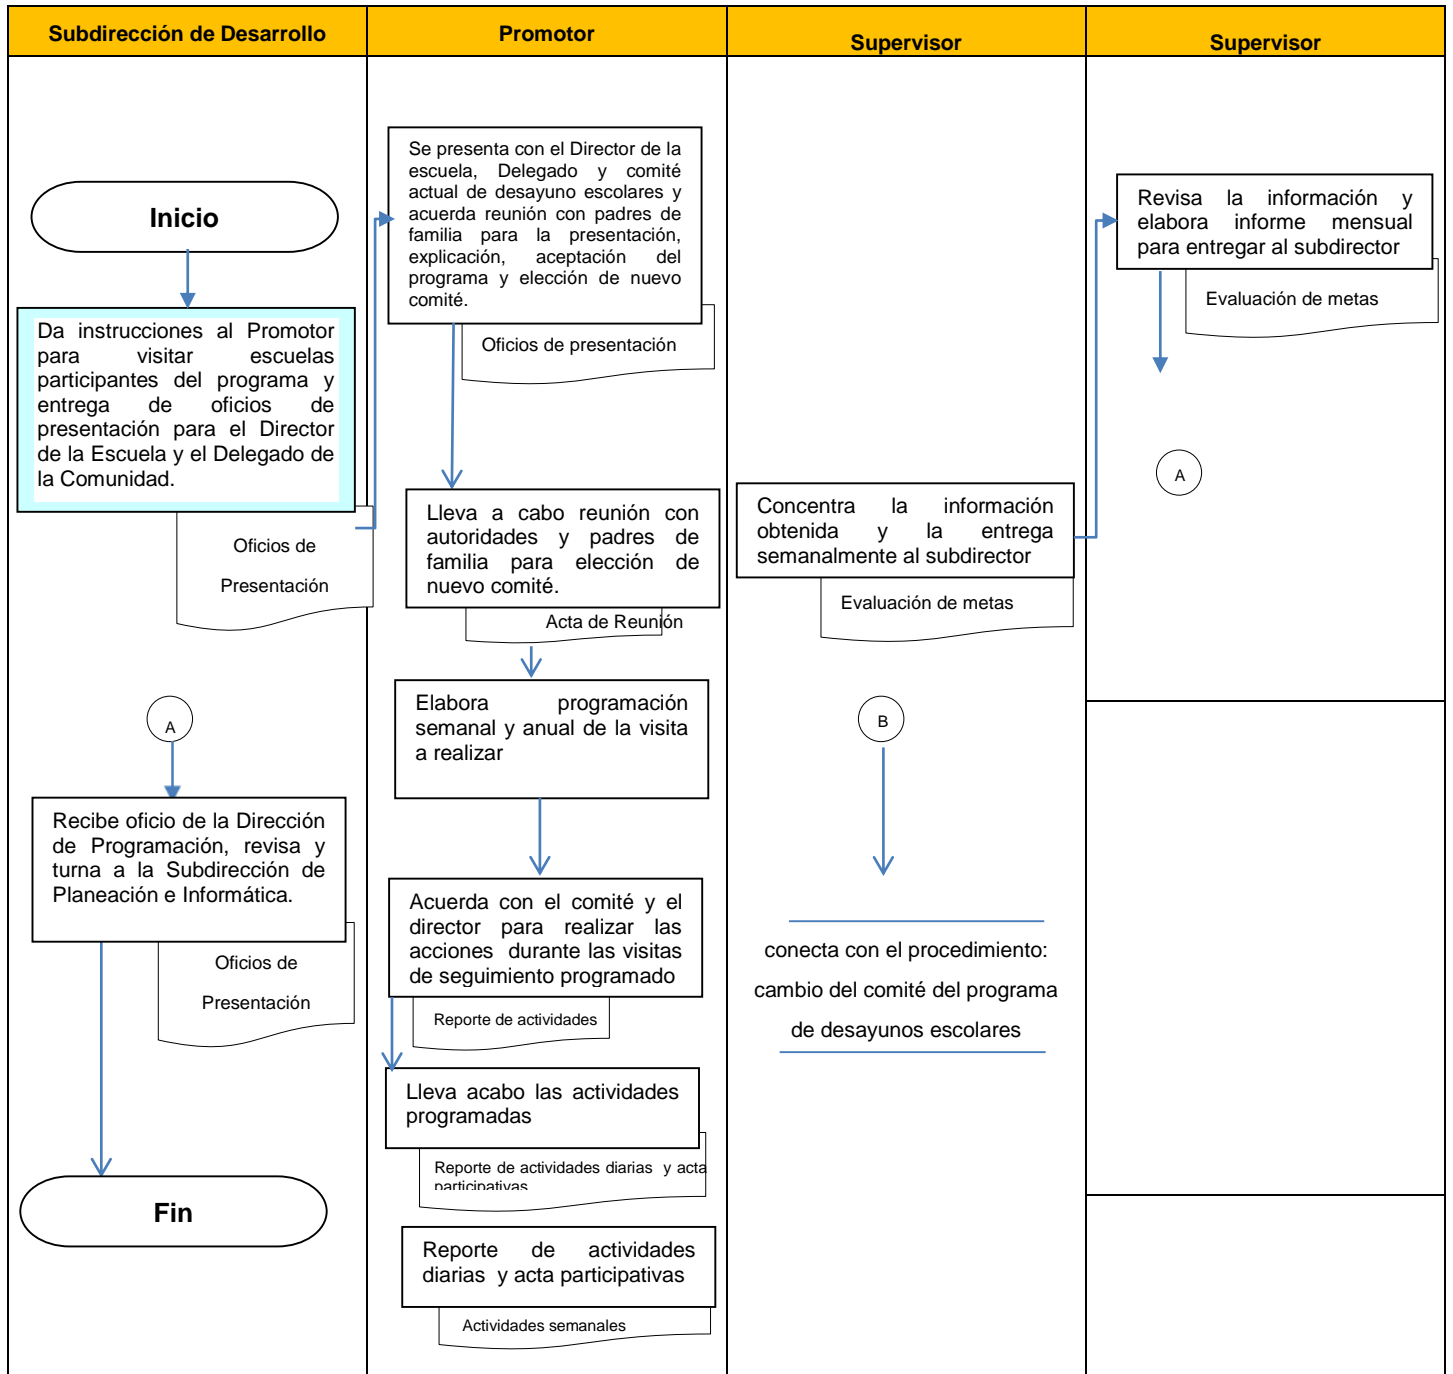 Subdirección de Desarrollo
Promotor
Supervisor
Supervisor
Inicio
Da instrucciones al Promotor
para visitar escuelas
participantes del programa y
entrega de oficios de
presentación para el Director
de la Escuela y el Delegado de
la Comunidad.
Oficios de
Presentación
A
Recibe oficio de la Dirección
de Programación, revisa y
turna a la Subdirección de
Planeación e Informática.
Oficios de
Presentación
Fin
Se presenta con el Director de la
escuela, Delegado y comité
actual de desayuno escolares y
acuerda reunión con padres de
familia para la presentación,
explicación, aceptación del
programa y elección de nuevo
comité.
Oficios de presentación
Lleva a cabo reunión con
autoridades y padres de
familia para elección de
nuevo comité.
Acta de Reunión
Elabora programación
semanal y anual de la visita
a realizar
Acuerda con el comité y el
director para realizar las
acciones durante las visitas
de seguimiento programado
Reporte de actividades
Lleva acabo las actividades
programadas
Reporte de actividades diarias y acta
participativas
Reporte de actividades
diarias y acta participativas
Actividades semanales
Concentra la información
obtenida y la entrega
semanalmente al subdirector
Evaluación de metas
B
conecta con el procedimiento:
cambio del comité del programa
de desayunos escolares
Revisa la información y
elabora informe mensual
para entregar al subdirector
Evaluación de metas
A